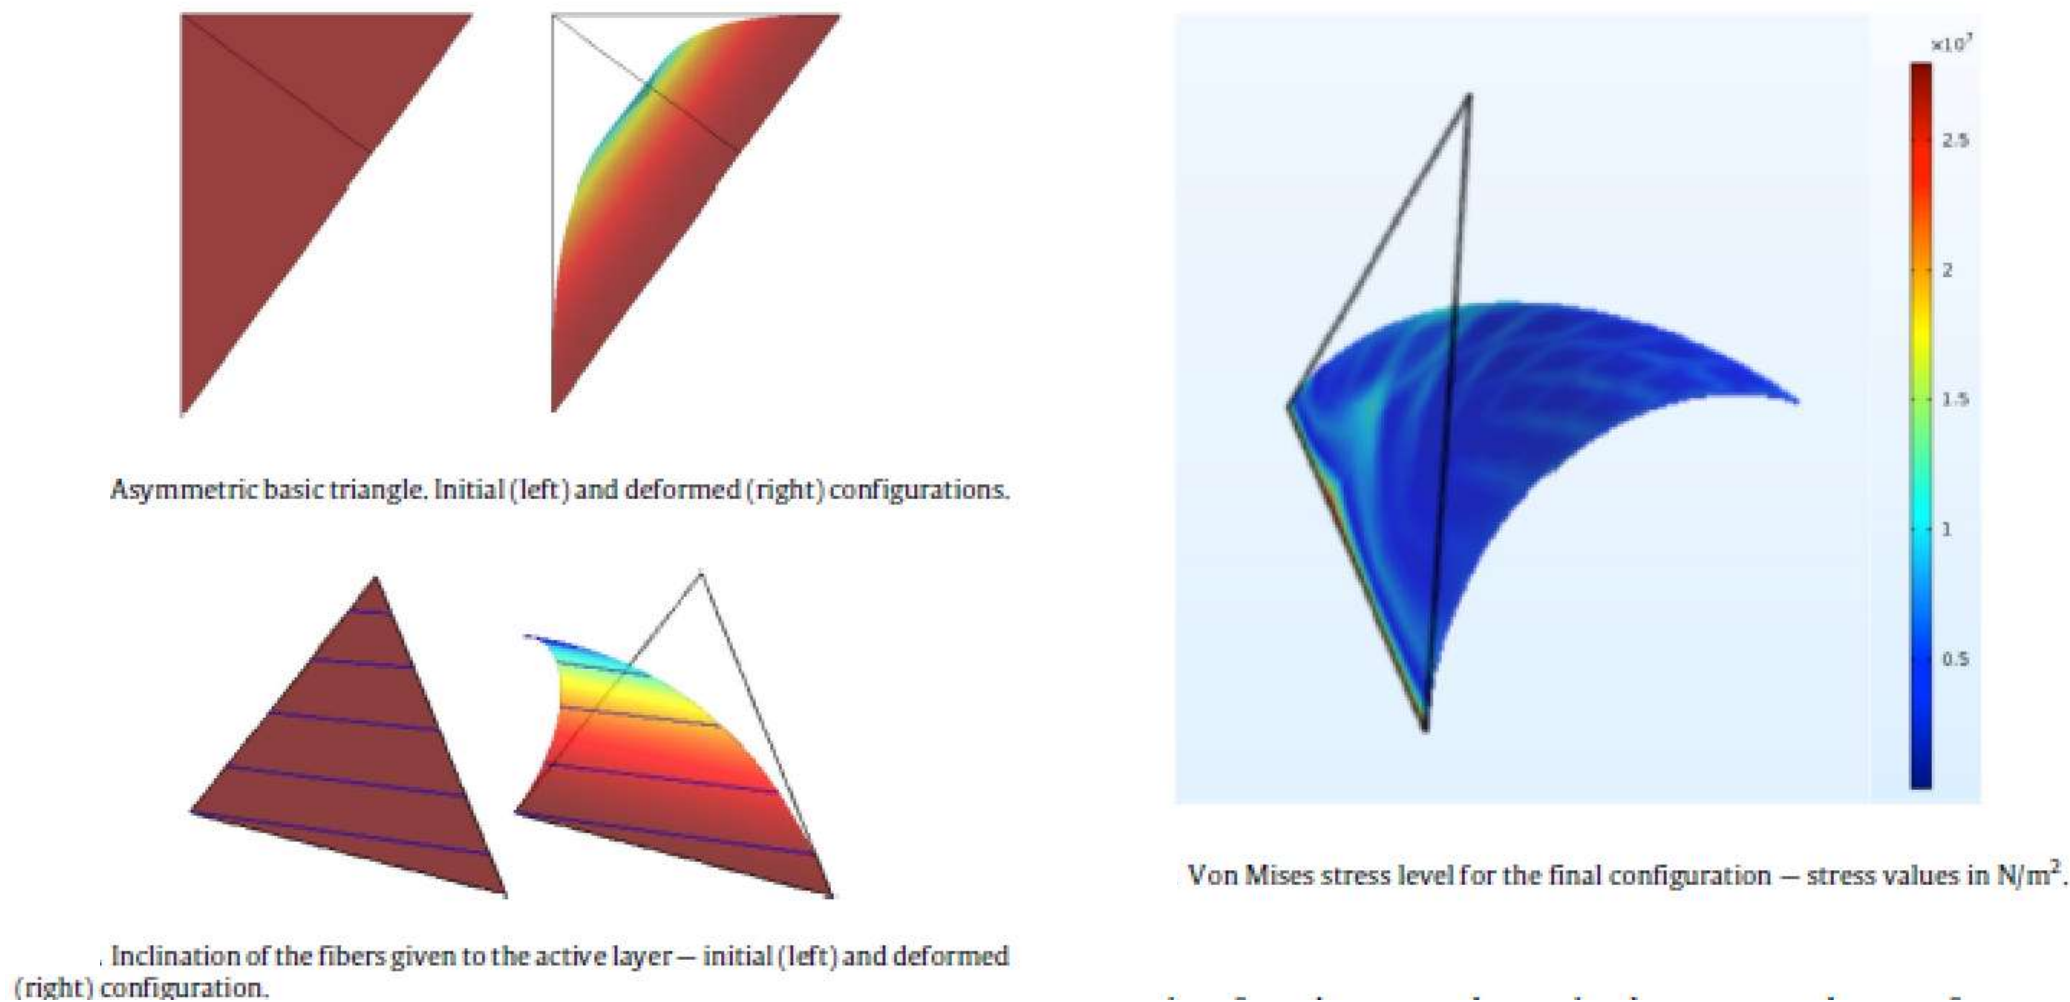 Asymmetric basic triangle. Initial (left) and deformed (right) configurations.
. Inclination of the fibers given to the active layer — initial (left) and deformed
(right) configuration.
×10⁷
2.5
2
1.5
1
0.5
Von Mises stress level for the final configuration — stress values in N/m².